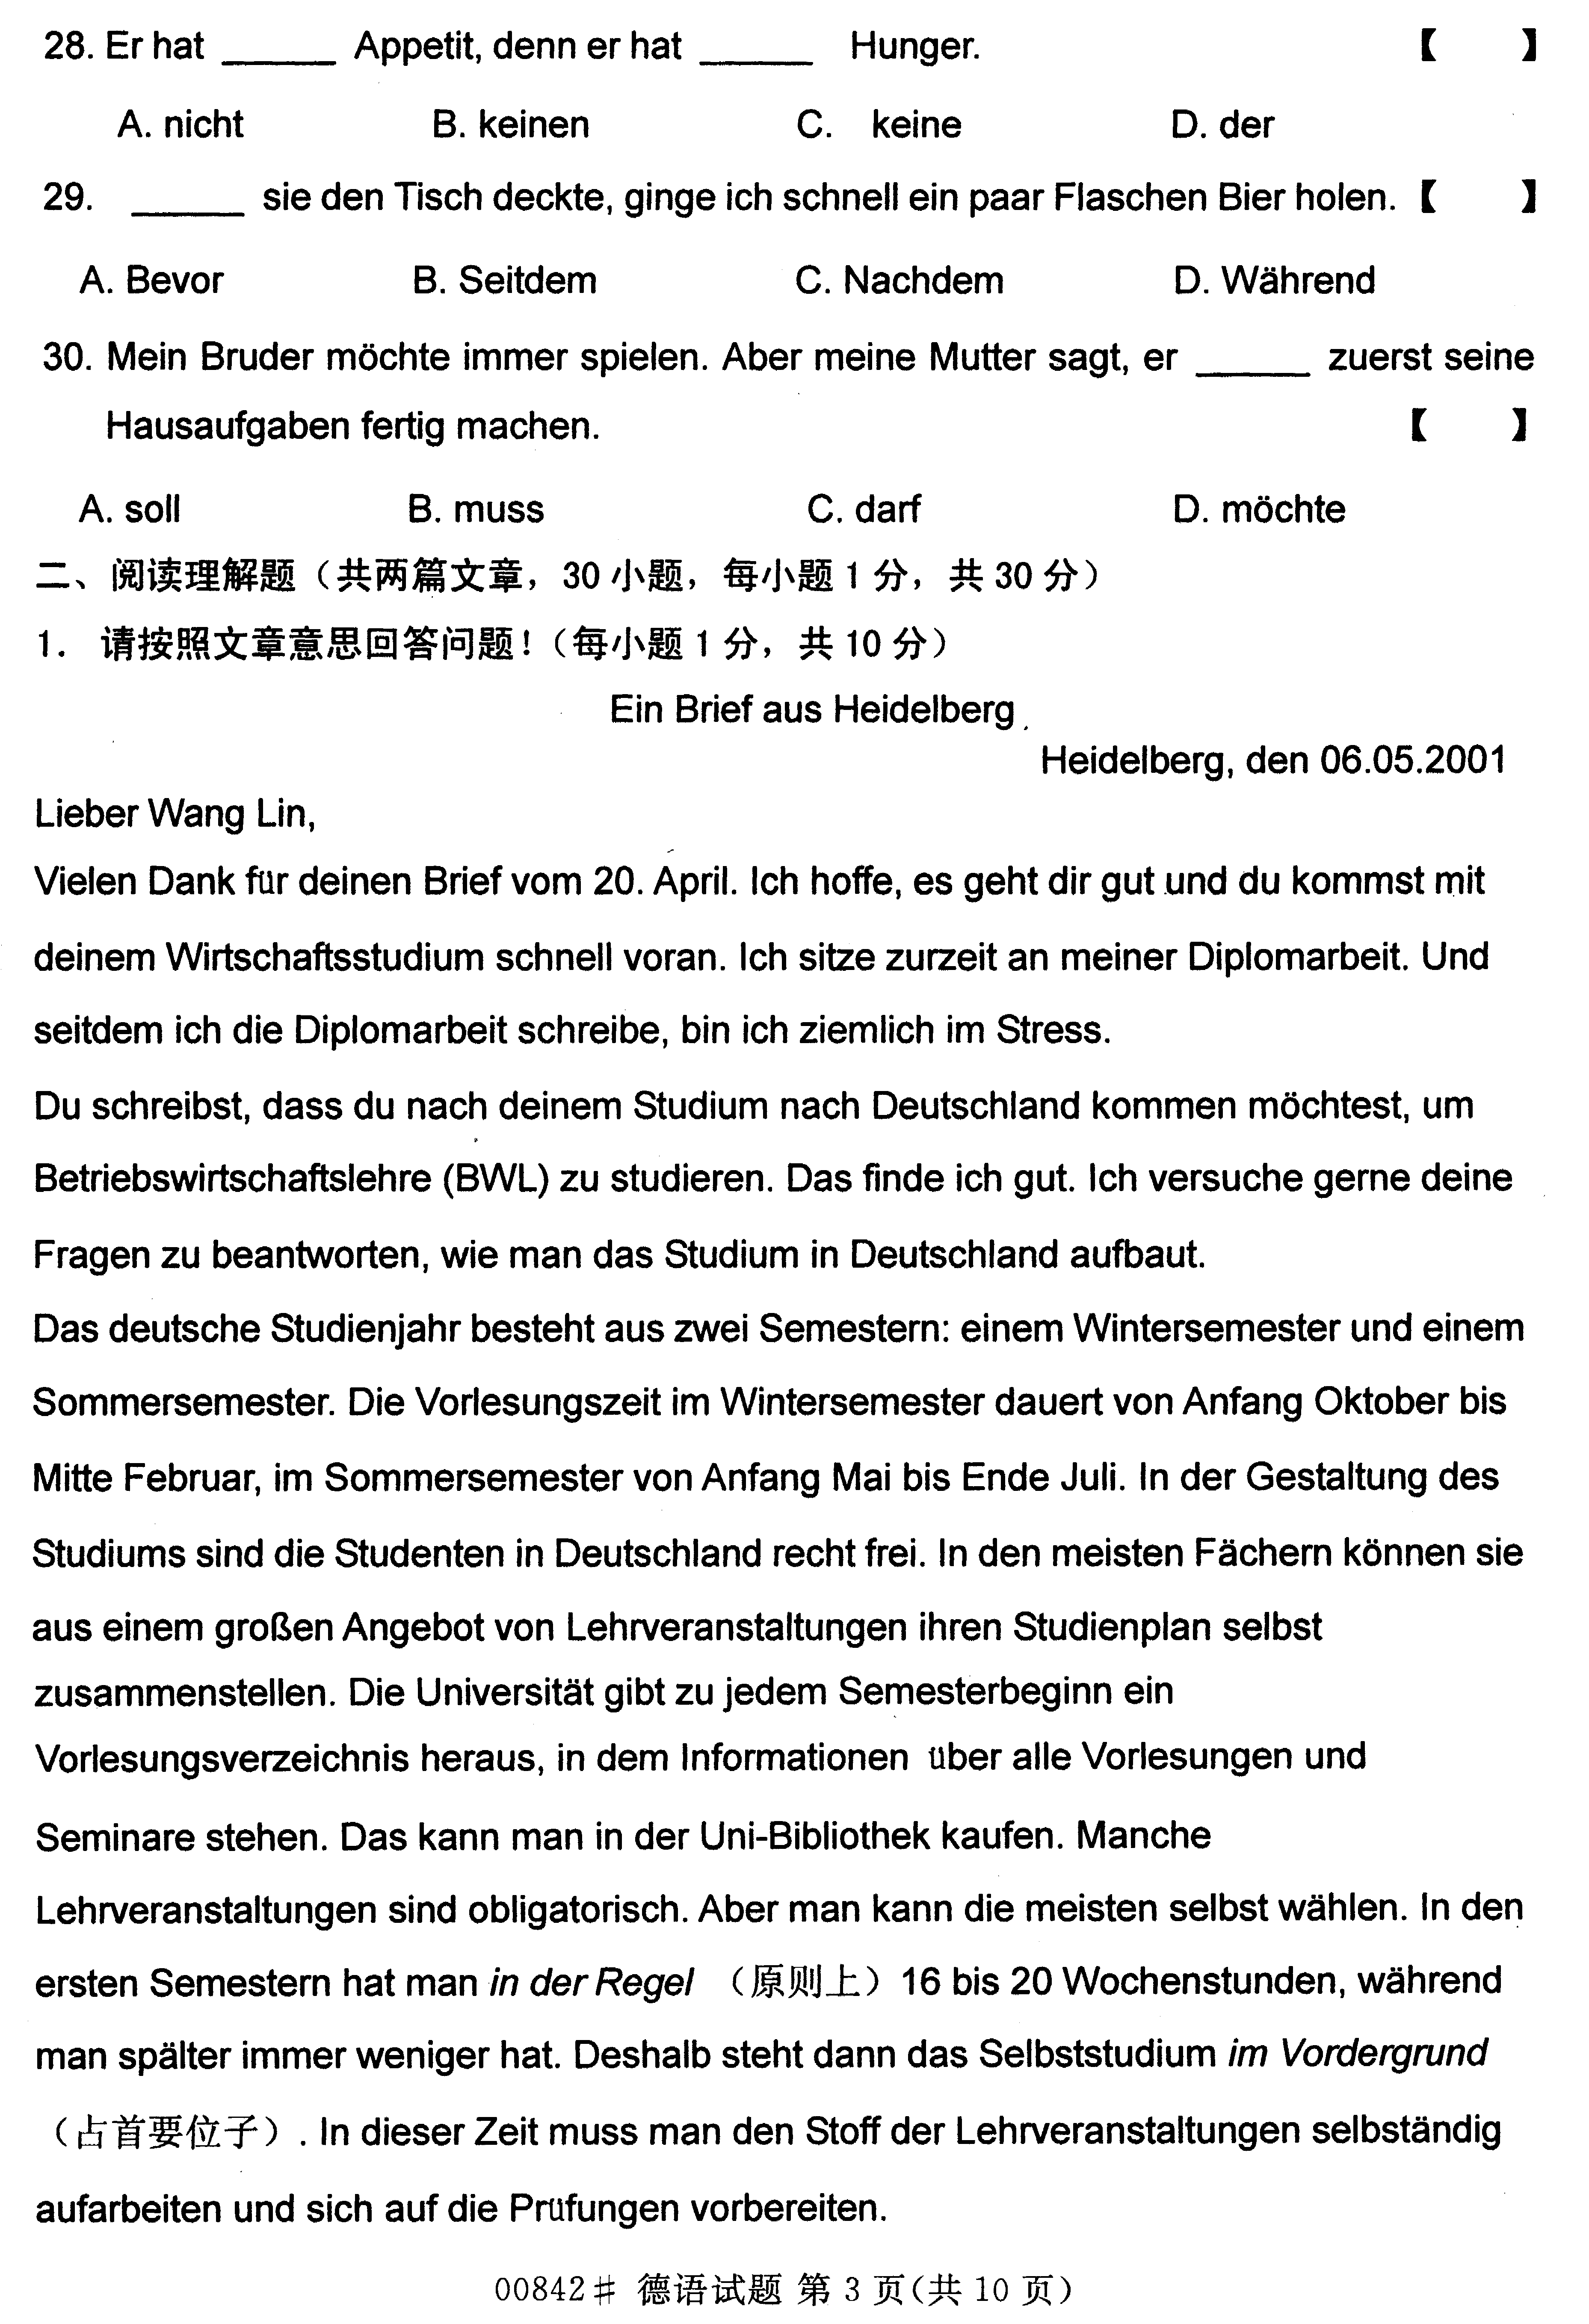 28. Er hat ______ Appetit, denn er hat ______ Hunger. 【 】
A. nicht B. keinen C. keine D. der
29. ______ sie den Tisch deckte, ginge ich schnell ein paar Flaschen Bier holen. 【 】
A. Bevor B. Seitdem C. Nachdem D. Während
30. Mein Bruder möchte immer spielen. Aber meine Mutter sagt, er ______ zuerst seine
Hausaufgaben fertig machen. 【 】
A. soll B. muss C. darf D. möchte
二、阅读理解题（共两篇文章，30 小题，每小题 1 分，共 30 分）
1. 请按照文章意思回答问题！（每小题 1 分，共 10 分）
Ein Brief aus Heidelberg
Heidelberg, den 06.05.2001
Lieber Wang Lin,
Vielen Dank für deinen Brief vom 20. April. Ich hoffe, es geht dir gut und du kommst mit
deinem Wirtschaftsstudium schnell voran. Ich sitze zurzeit an meiner Diplomarbeit. Und
seitdem ich die Diplomarbeit schreibe, bin ich ziemlich im Stress.
Du schreibst, dass du nach deinem Studium nach Deutschland kommen möchtest, um
Betriebswirtschaftslehre (BWL) zu studieren. Das finde ich gut. Ich versuche gerne deine
Fragen zu beantworten, wie man das Studium in Deutschland aufbaut.
Das deutsche Studienjahr besteht aus zwei Semestern: einem Wintersemester und einem
Sommersemester. Die Vorlesungszeit im Wintersemester dauert von Anfang Oktober bis
Mitte Februar, im Sommersemester von Anfang Mai bis Ende Juli. In der Gestaltung des
Studiums sind die Studenten in Deutschland recht frei. In den meisten Fächern können sie
aus einem großen Angebot von Lehrveranstaltungen ihren Studienplan selbst
zusammenstellen. Die Universität gibt zu jedem Semesterbeginn ein
Vorlesungsverzeichnis heraus, in dem Informationen über alle Vorlesungen und
Seminare stehen. Das kann man in der Uni-Bibliothek kaufen. Manche
Lehrveranstaltungen sind obligatorisch. Aber man kann die meisten selbst wählen. In den
ersten Semestern hat man in der Regel （原则上）16 bis 20 Wochenstunden, während
man spälter immer weniger hat. Deshalb steht dann das Selbststudium im Vordergrund
（占首要位子）. In dieser Zeit muss man den Stoff der Lehrveranstaltungen selbständig
aufarbeiten und sich auf die Prüfungen vorbereiten.
00842# 德语试题 第 3 页(共 10 页)